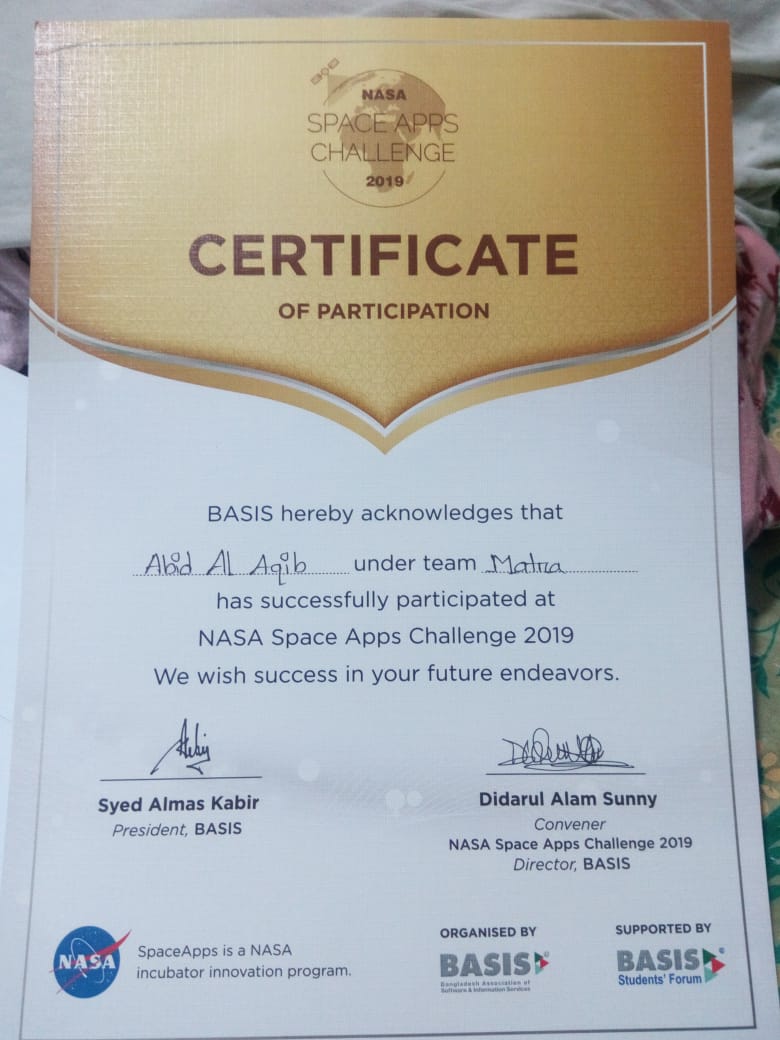 NASA
SPACE APPS
CHALLENGE
2019
CERTIFICATE
OF PARTICIPATION
BASIS hereby acknowledges that
Abid Al Aqib under team Matra
has successfully participated at
NASA Space Apps Challenge 2019
We wish success in your future endeavors.
Syed Almas Kabir
President, BASIS
Didarul Alam Sunny
Convener
NASA Space Apps Challenge 2019
Director, BASIS
NASA
SpaceApps is a NASA
incubator innovation program.
ORGANISED BY
BASIS
Bangladesh Association of
Software & Information Services
SUPPORTED BY
BASIS
Students' Forum